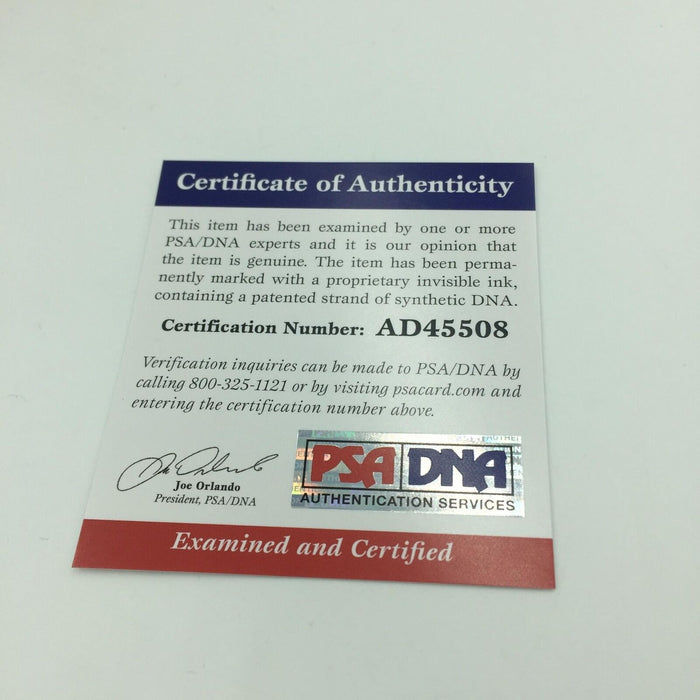 Certificate of Authenticity
This item has been examined by one or more
PSA/DNA experts and it is our opinion that
the item is genuine. The item has been perma-
nently marked with a proprietary invisible ink,
containing a patented strand of synthetic DNA.
Certification Number: AD45508
Verification inquiries can be made to PSA/DNA by
calling 800-325-1121 or by visiting psacard.com and
entering the certification number above.
Joe Orlando
President, PSA/DNA
PSA DNA
AUTHENTICATION SERVICES
Examined and Certified